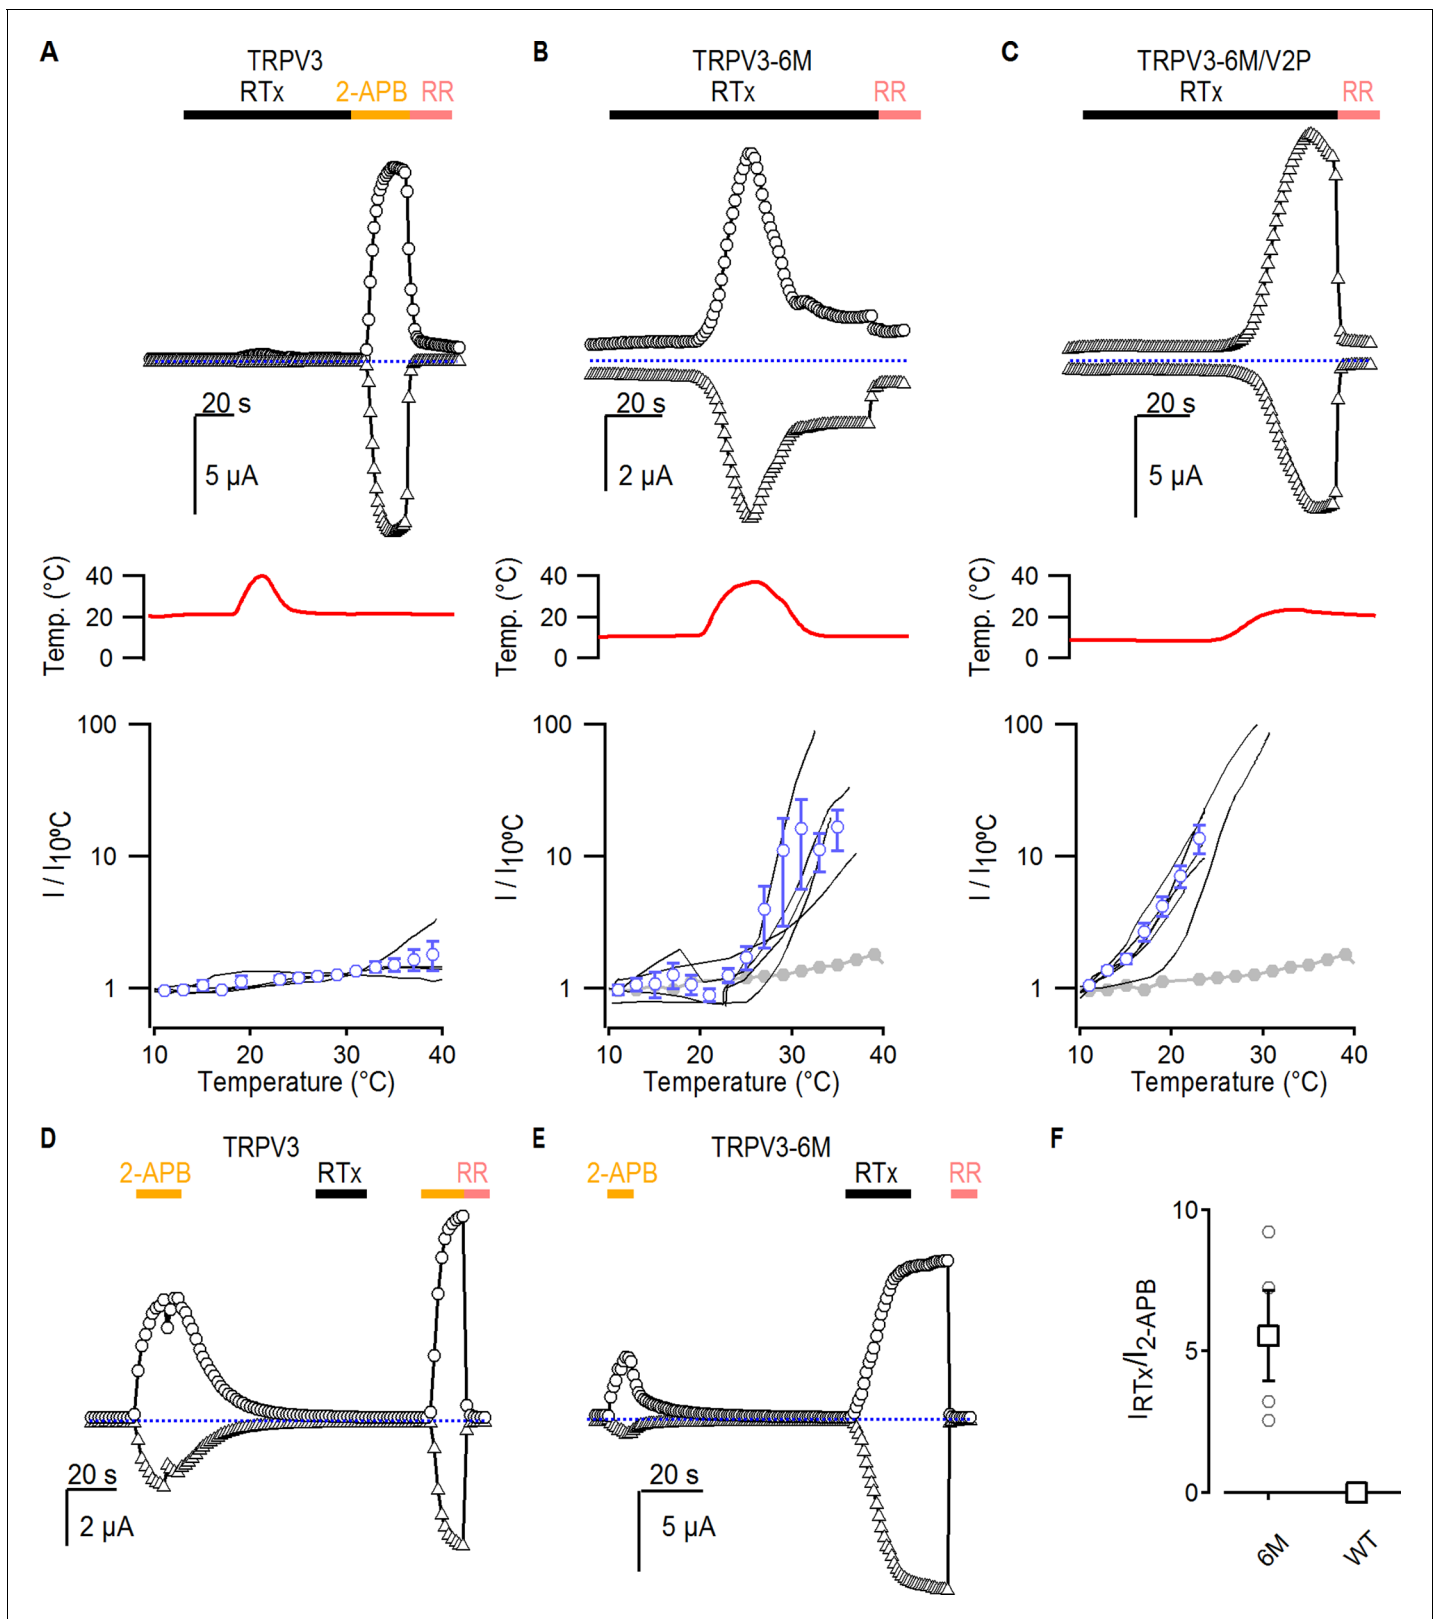 A
TRPV3
RTx 2-APB RR
20 s
5 µA
Temp. (°C)
40
20
0
I / I10ºC
100
10
1
10 20 30 40
Temperature (°C)
B
TRPV3-6M
RTx RR
20 s
2 µA
Temp. (°C)
40
20
0
I / I10ºC
100
10
1
10 20 30 40
Temperature (°C)
C
TRPV3-6M/V2P
RTx RR
20 s
5 µA
Temp. (°C)
40
20
0
I / I10ºC
100
10
1
10 20 30 40
Temperature (°C)
D
TRPV3
2-APB RTx RR
20 s
2 µA
E
TRPV3-6M
2-APB RTx RR
20 s
5 µA
F
IRTx/I2-APB
10
5
0
6M WT